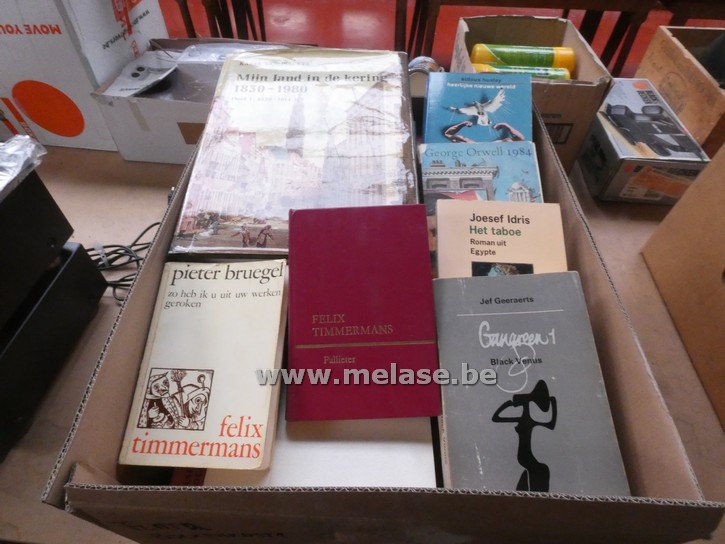 MOVE YOU
Mijn land in de kering
1830-1980
aldous huxley
heerlijke nieuwe wereld
George Orwell 1984
Joesef Idris
Het taboe
Roman uit
Egypte
pieter bruegel
zo heb ik u uit uw werken
geroken
felix
timmermans
FELIX
TIMMERMANS
Pallieter
Jef Geeraerts
Gangreen 1
Black Venus
www.melase.be